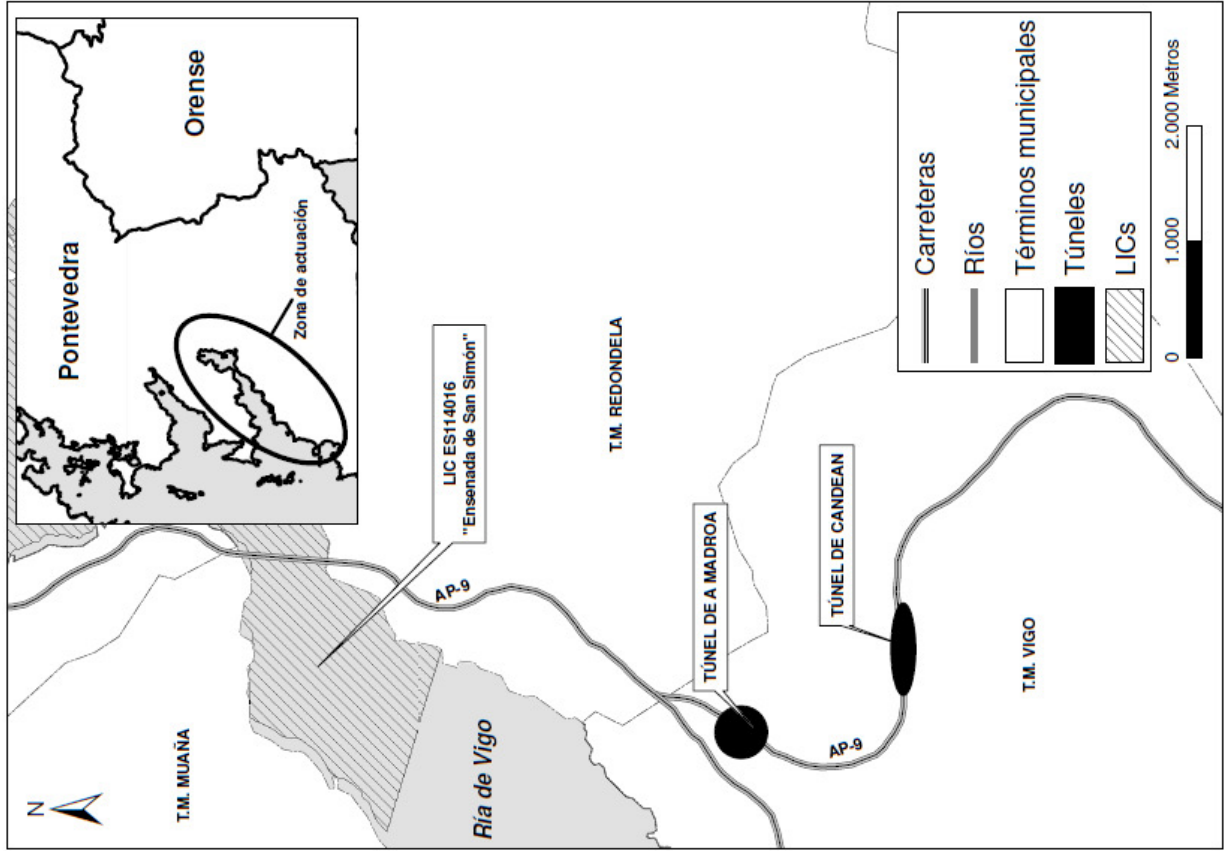 N
T.M. MUAÑA
Ría de Vigo
Pontevedra
Orense
Zona de actuación
LIC ES114016
"Ensenada de San Simón"
AP-9
T.M. REDONDELA
TÚNEL DE A MADROA
TÚNEL DE CANDEAN
AP-9
T.M. VIGO
Carreteras
Ríos
Términos municipales
Túneles
LICs
0 1.000 2.000 Metros